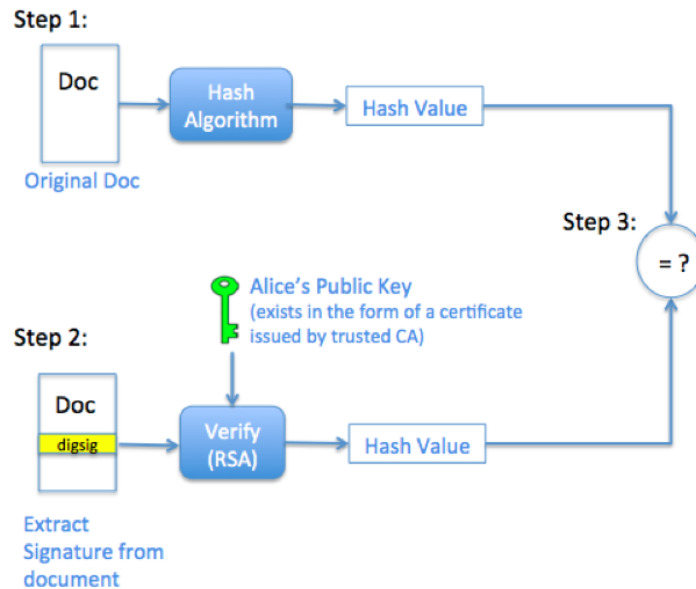 Step 1:
Doc
Hash
Algorithm
Hash Value
Original Doc
Step 3:
= ?
Alice's Public Key
(exists in the form of a certificate
issued by trusted CA)
Step 2:
Doc
digsig
Verify
(RSA)
Hash Value
Extract
Signature from
document